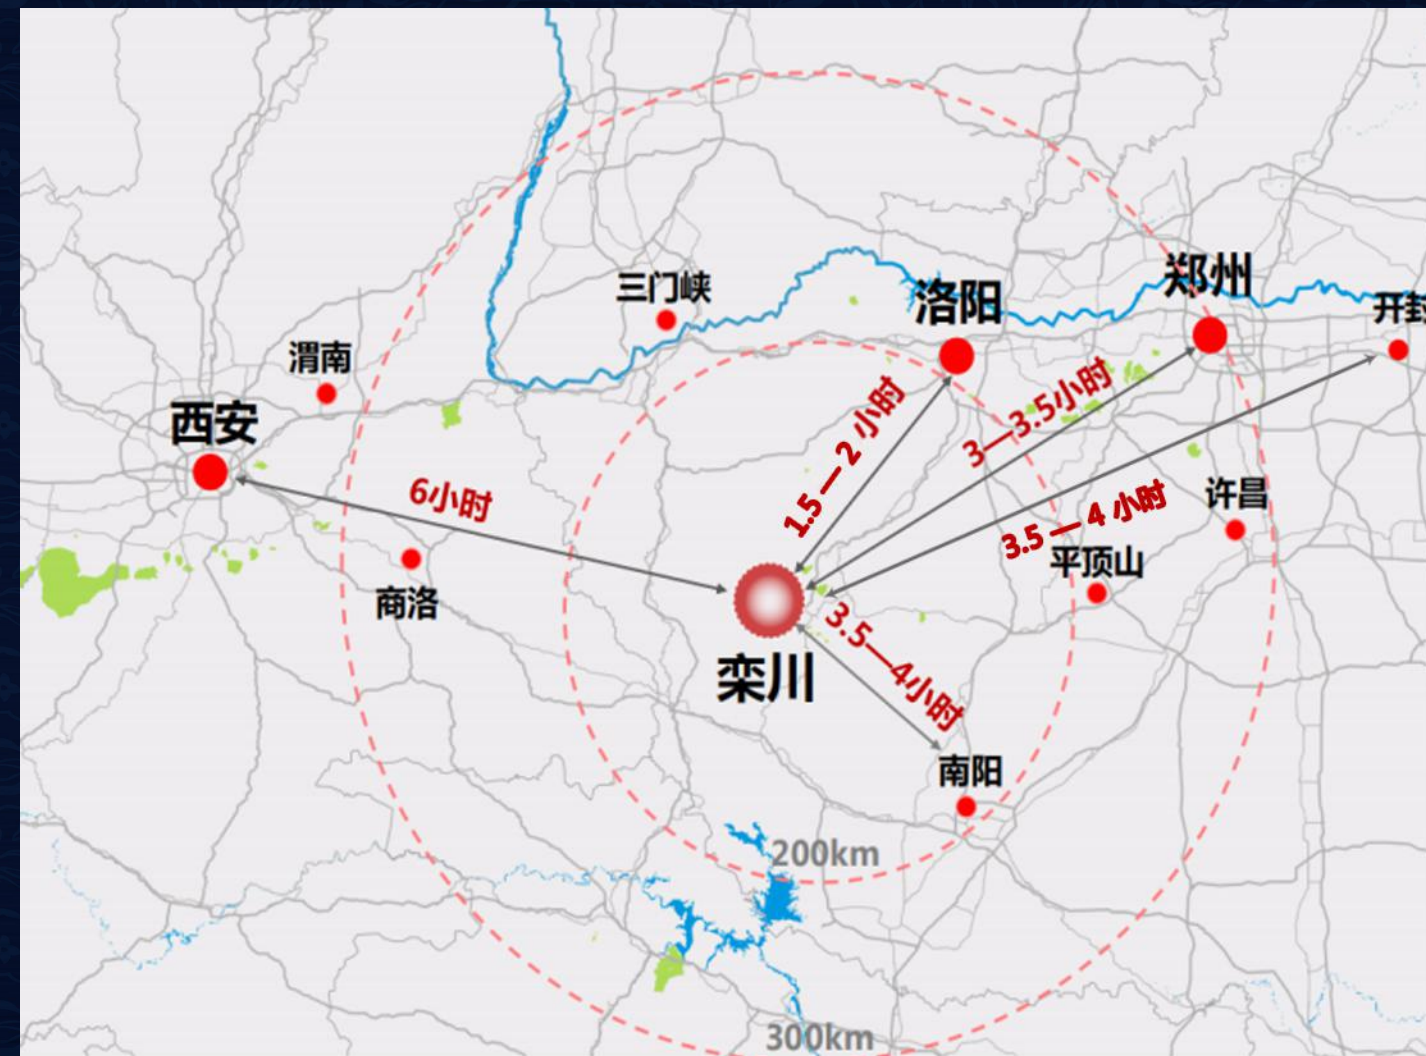 三门峡
洛阳
郑州
开封
渭南
西安
1.5—2 小时
3—3.5小时
6小时
3.5 — 4 小时
许昌
平顶山
商洛
栾川
3.5—4小时
南阳
200km
300km